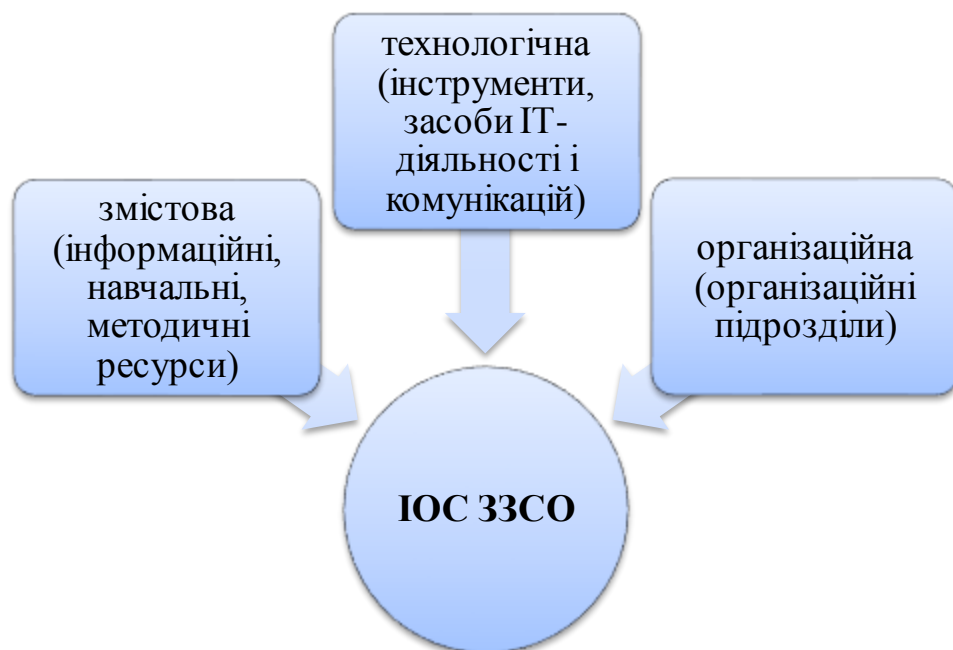 технологічна
(інструменти,
засоби ІТ-
діяльності і
комунікацій)
змістова
(інформаційні,
навчальні,
методичні
ресурси)
організаційна
(організаційні
підрозділи)
ІОС ЗЗСО